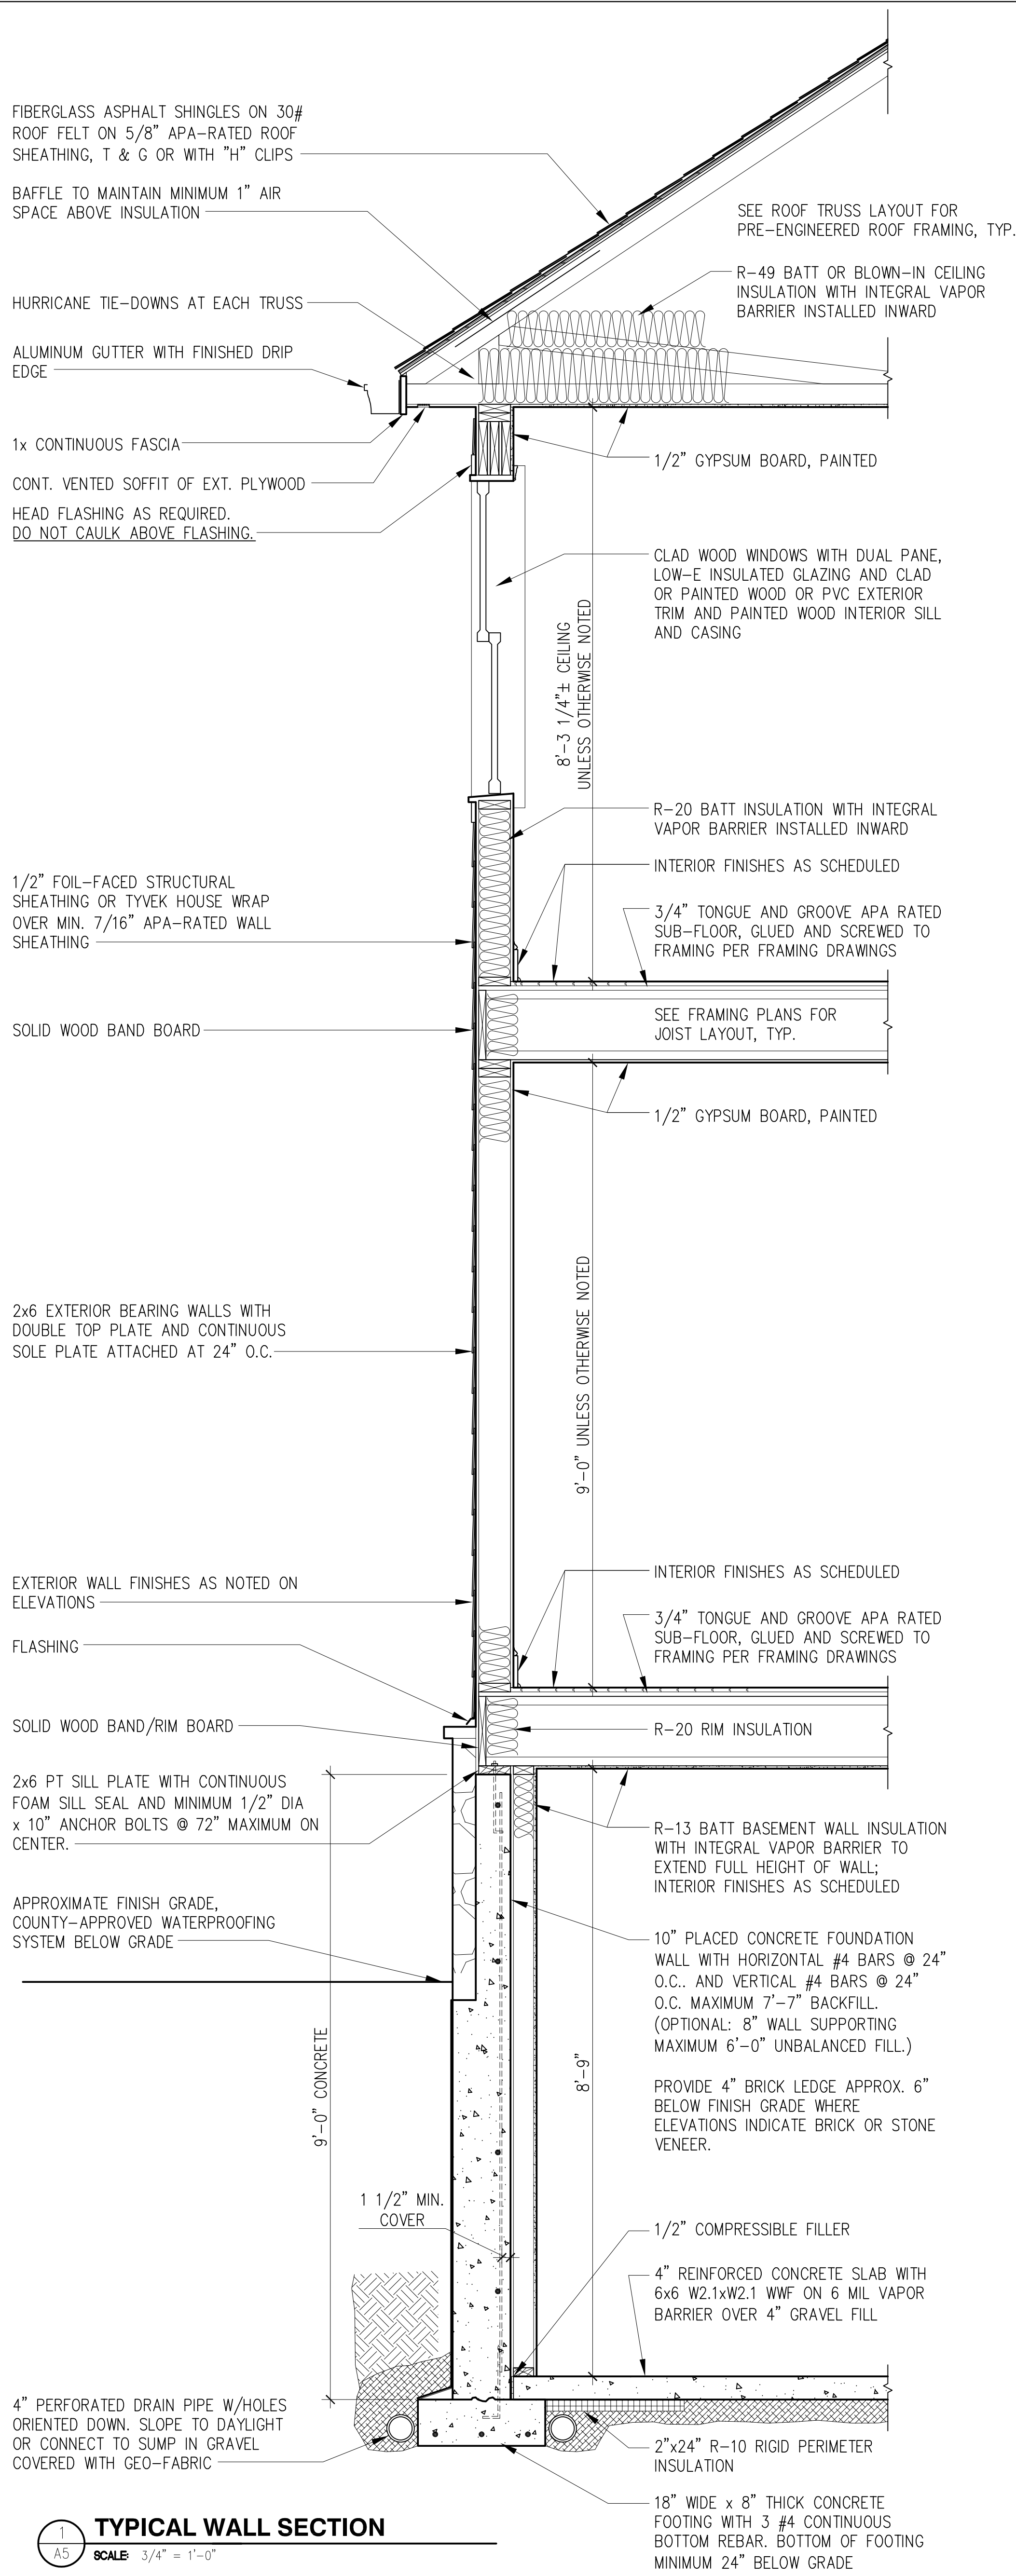 FIBERGLASS ASPHALT SHINGLES ON 30#
ROOF FELT ON 5/8" APA-RATED ROOF
SHEATHING, T & G OR WITH "H" CLIPS
BAFFLE TO MAINTAIN MINIMUM 1" AIR
SPACE ABOVE INSULATION
SEE ROOF TRUSS LAYOUT FOR
PRE-ENGINEERED ROOF FRAMING, TYP.
R-49 BATT OR BLOWN-IN CEILING
INSULATION WITH INTEGRAL VAPOR
BARRIER INSTALLED INWARD
HURRICANE TIE-DOWNS AT EACH TRUSS
ALUMINUM GUTTER WITH FINISHED DRIP
EDGE
1x CONTINUOUS FASCIA
1/2" GYPSUM BOARD, PAINTED
CONT. VENTED SOFFIT OF EXT. PLYWOOD
HEAD FLASHING AS REQUIRED.
DO NOT CAULK ABOVE FLASHING.
CLAD WOOD WINDOWS WITH DUAL PANE,
LOW-E INSULATED GLAZING AND CLAD
OR PAINTED WOOD OR PVC EXTERIOR
TRIM AND PAINTED WOOD INTERIOR SILL
AND CASING
8'-3 1/4"± CEILING
UNLESS OTHERWISE NOTED
R-20 BATT INSULATION WITH INTEGRAL
VAPOR BARRIER INSTALLED INWARD
INTERIOR FINISHES AS SCHEDULED
1/2" FOIL-FACED STRUCTURAL
SHEATHING OR TYVEK HOUSE WRAP
OVER MIN. 7/16" APA-RATED WALL
SHEATHING
3/4" TONGUE AND GROOVE APA RATED
SUB-FLOOR, GLUED AND SCREWED TO
FRAMING PER FRAMING DRAWINGS
SOLID WOOD BAND BOARD
SEE FRAMING PLANS FOR
JOIST LAYOUT, TYP.
1/2" GYPSUM BOARD, PAINTED
2x6 EXTERIOR BEARING WALLS WITH
DOUBLE TOP PLATE AND CONTINUOUS
SOLE PLATE ATTACHED AT 24" O.C.
9'-0" UNLESS OTHERWISE NOTED
INTERIOR FINISHES AS SCHEDULED
EXTERIOR WALL FINISHES AS NOTED ON
ELEVATIONS
3/4" TONGUE AND GROOVE APA RATED
SUB-FLOOR, GLUED AND SCREWED TO
FRAMING PER FRAMING DRAWINGS
FLASHING
SOLID WOOD BAND/RIM BOARD
R-20 RIM INSULATION
2x6 PT SILL PLATE WITH CONTINUOUS
FOAM SILL SEAL AND MINIMUM 1/2" DIA
x 10" ANCHOR BOLTS @ 72" MAXIMUM ON
CENTER.
R-13 BATT BASEMENT WALL INSULATION
WITH INTEGRAL VAPOR BARRIER TO
EXTEND FULL HEIGHT OF WALL;
INTERIOR FINISHES AS SCHEDULED
APPROXIMATE FINISH GRADE,
COUNTY-APPROVED WATERPROOFING
SYSTEM BELOW GRADE
10" PLACED CONCRETE FOUNDATION
WALL WITH HORIZONTAL #4 BARS @ 24"
O.C.. AND VERTICAL #4 BARS @ 24"
O.C. MAXIMUM 7'-7" BACKFILL.
(OPTIONAL: 8" WALL SUPPORTING
MAXIMUM 6'-0" UNBALANCED FILL.)
PROVIDE 4" BRICK LEDGE APPROX. 6"
BELOW FINISH GRADE WHERE
ELEVATIONS INDICATE BRICK OR STONE
VENEER.
9'-0" CONCRETE
8'-9"
1 1/2" MIN.
COVER
1/2" COMPRESSIBLE FILLER
4" REINFORCED CONCRETE SLAB WITH
6x6 W2.1xW2.1 WWF ON 6 MIL VAPOR
BARRIER OVER 4" GRAVEL FILL
4" PERFORATED DRAIN PIPE W/HOLES
ORIENTED DOWN. SLOPE TO DAYLIGHT
OR CONNECT TO SUMP IN GRAVEL
COVERED WITH GEO-FABRIC
2"x24" R-10 RIGID PERIMETER
INSULATION
18" WIDE x 8" THICK CONCRETE
FOOTING WITH 3 #4 CONTINUOUS
BOTTOM REBAR. BOTTOM OF FOOTING
MINIMUM 24" BELOW GRADE
1
A5
TYPICAL WALL SECTION
SCALE: 3/4" = 1'-0"